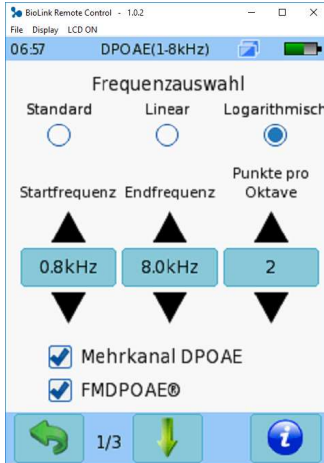 BioLink Remote Control - 1.0.2
File Display LCD ON
06:57 DPOAE(1-8kHz)
Frequenzauswahl
Standard Linear Logarithmisch
Startfrequenz Endfrequenz Punkte pro Oktave
0.8kHz 8.0kHz 2
Mehrkanal DPOAE
FMDPOAE®
1/3